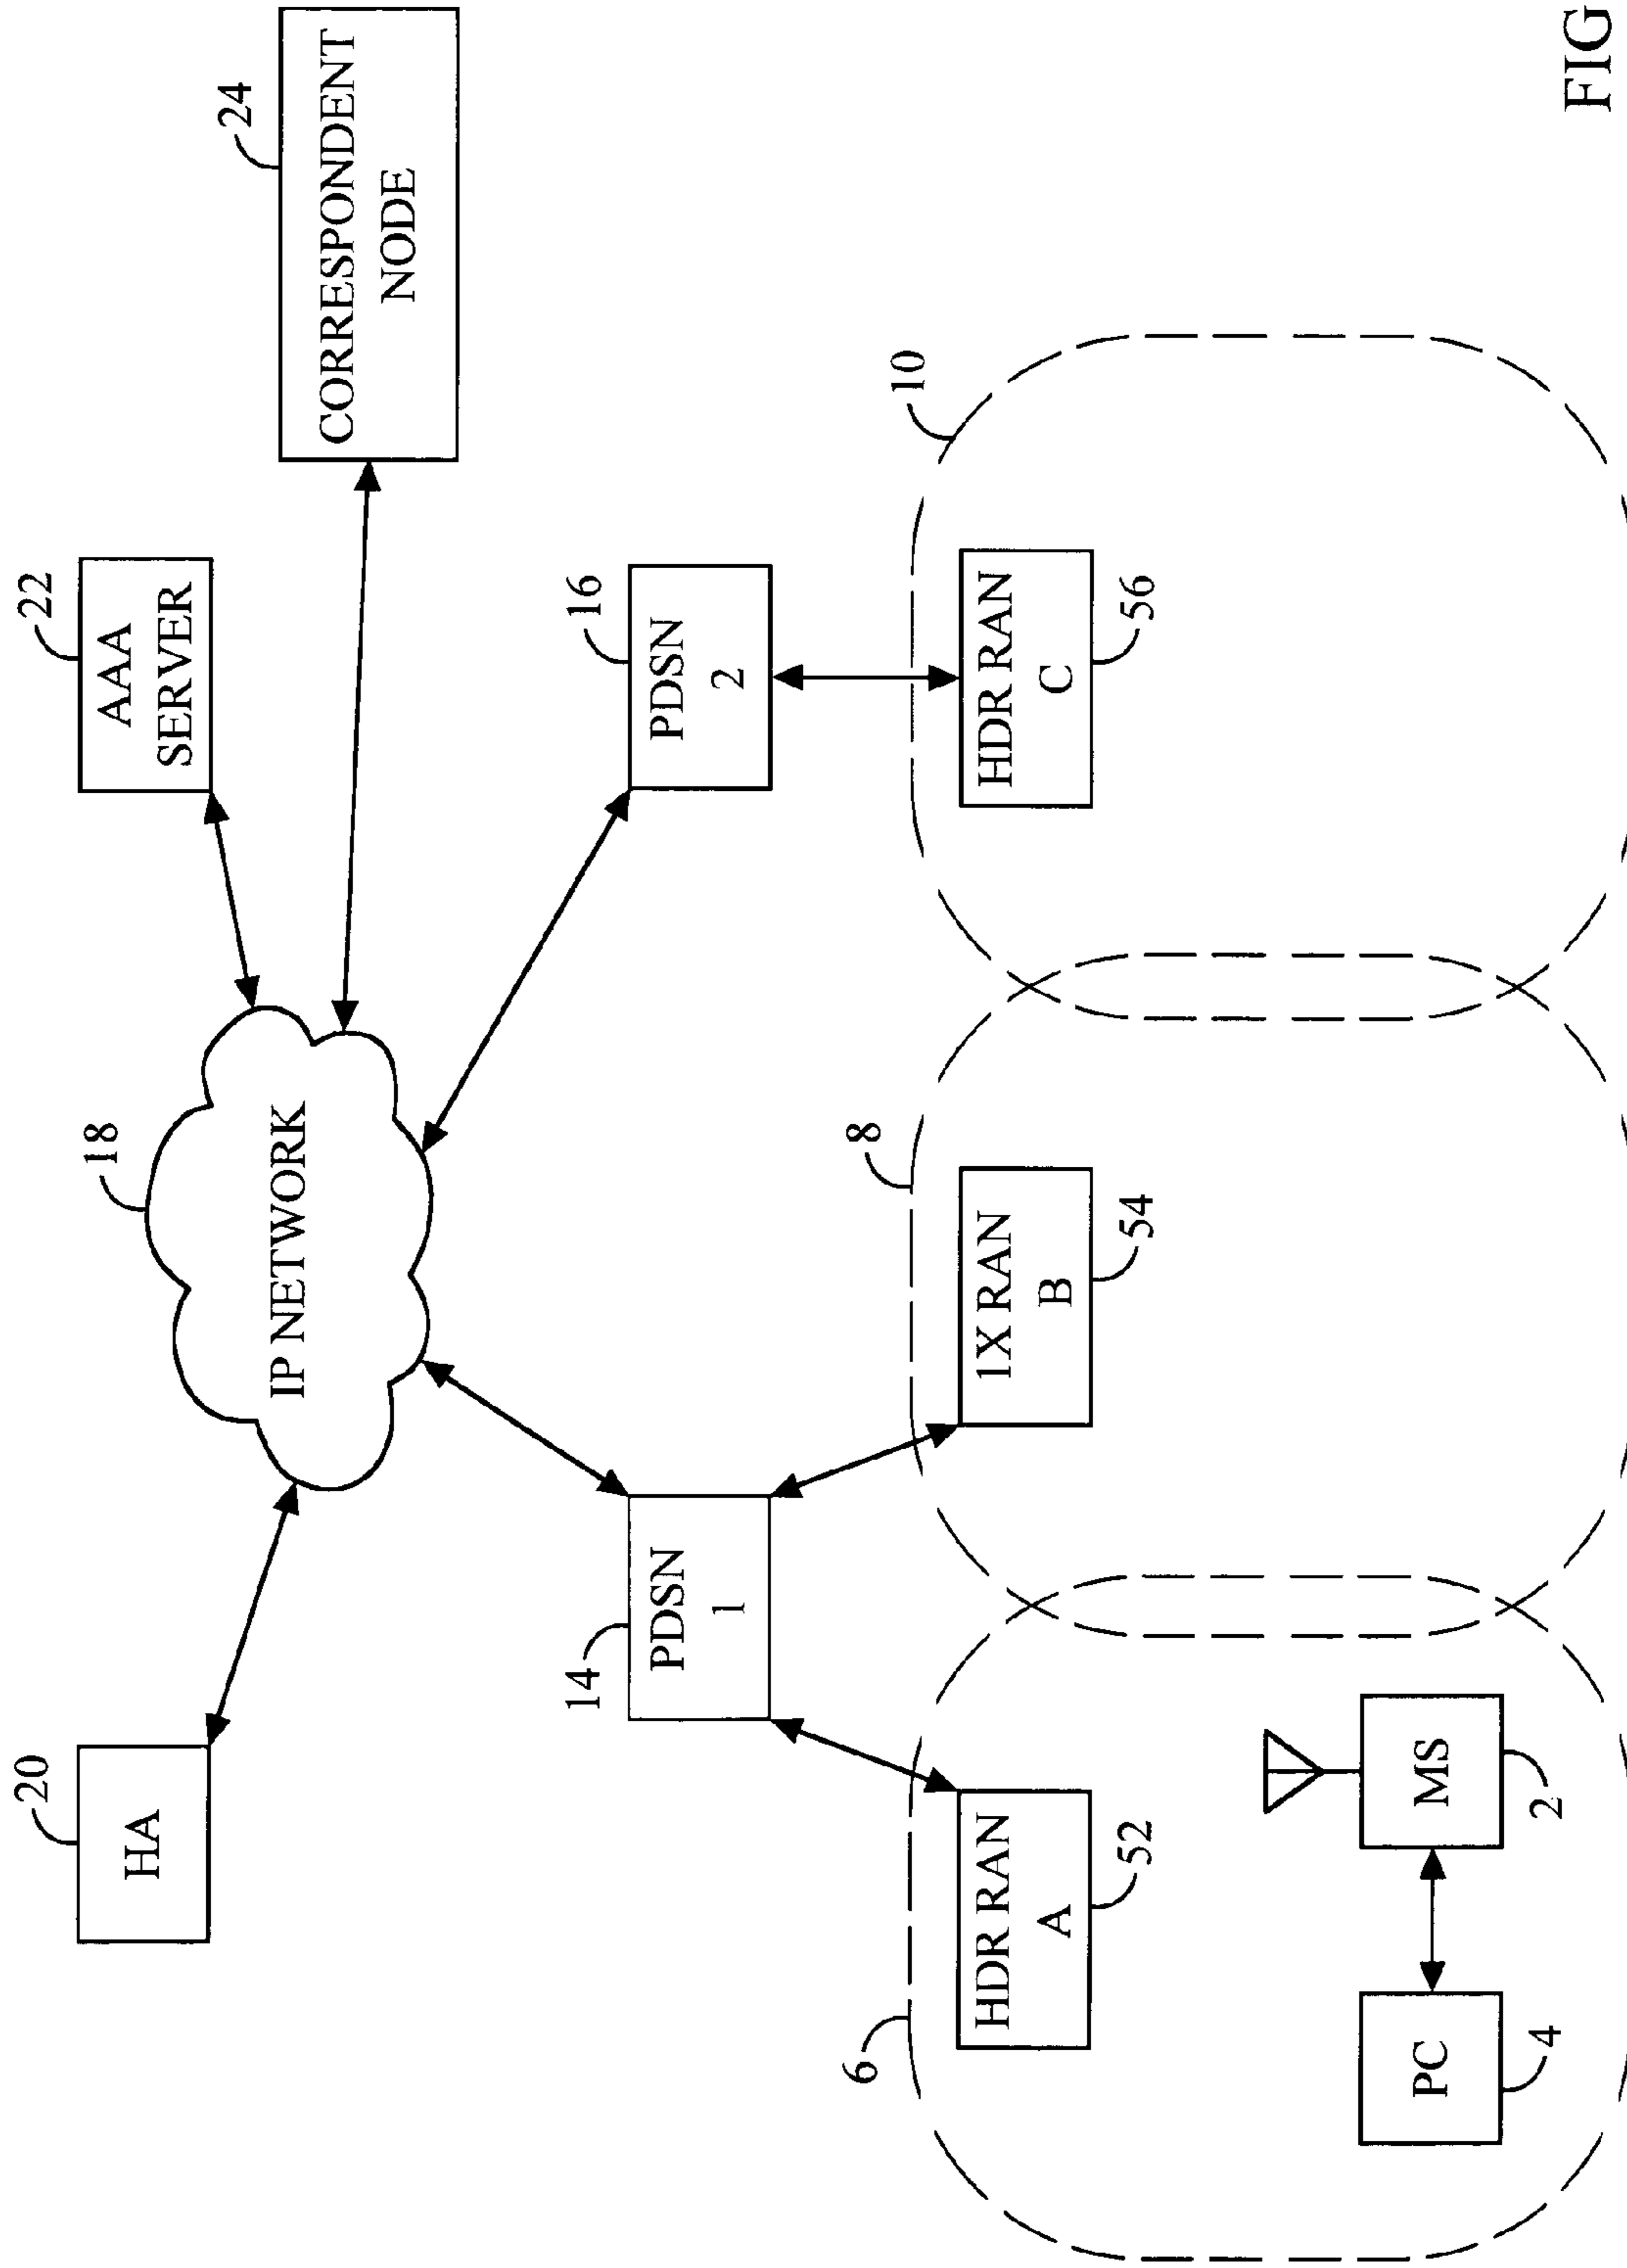 20
HA
18
IP NETWORK
22
AAA
SERVER
24
CORRESPONDENT
NODE
14
PDSN
1
16
PDSN
2
6
HDR RAN
A
52
8
1X RAN
B
54
10
HDR RAN
C
56
PC
4
MS
2
FIG